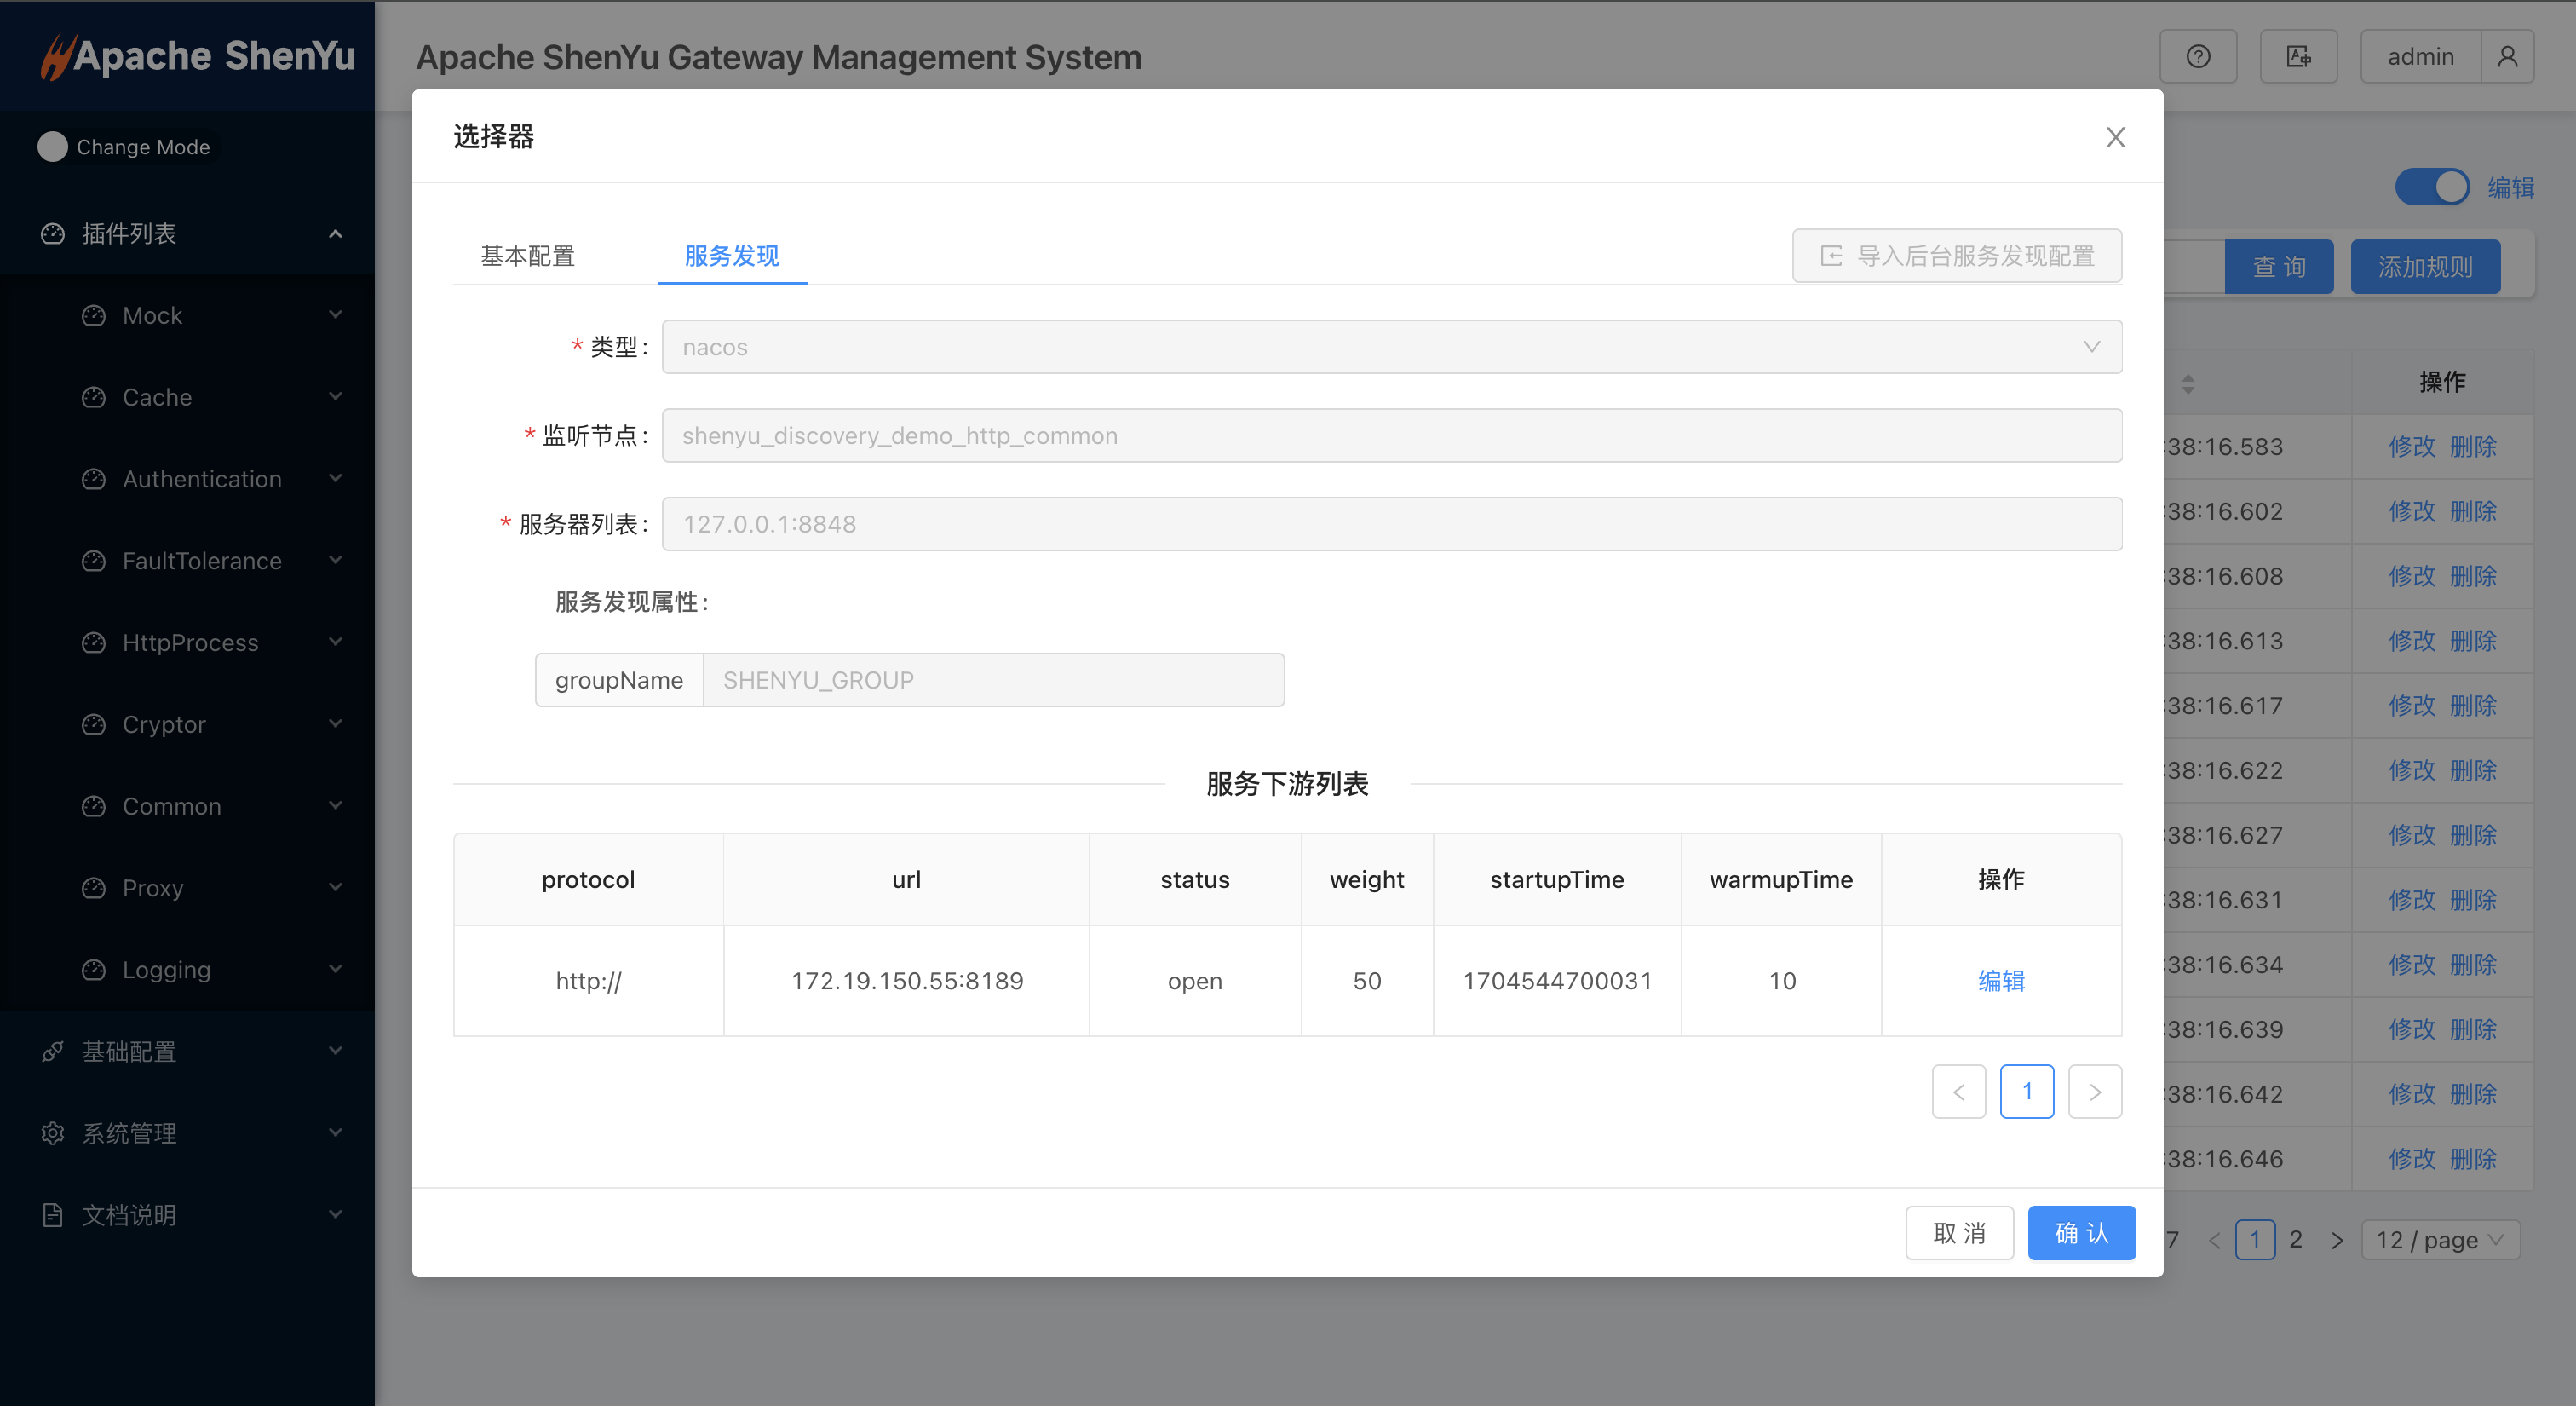 Apache ShenYu
Apache ShenYu Gateway Management System
admin
Change Mode
插件列表
Mock
Cache
Authentication
FaultTolerance
HttpProcess
Cryptor
Common
Proxy
Logging
基础配置
系统管理
文档说明
选择器
基本配置
服务发现
导入后台服务发现配置
* 类型：
nacos
* 监听节点：
shenyu_discovery_demo_http_common
* 服务器列表：
127.0.0.1:8848
服务发现属性：
groupName
SHENYU_GROUP
服务下游列表
protocol url status weight startupTime warmupTime 操作
http:// 172.19.150.55:8189 open 50 1704544700031 10 编辑
< 1 >
取 消
确 认
编辑
查 询
添加规则
操作
:38:16.583 修改 删除
:38:16.602 修改 删除
:38:16.608 修改 删除
:38:16.613 修改 删除
:38:16.617 修改 删除
:38:16.622 修改 删除
:38:16.627 修改 删除
:38:16.631 修改 删除
:38:16.634 修改 删除
:38:16.639 修改 删除
:38:16.642 修改 删除
:38:16.646 修改 删除
7 < 1 2 > 12 / page